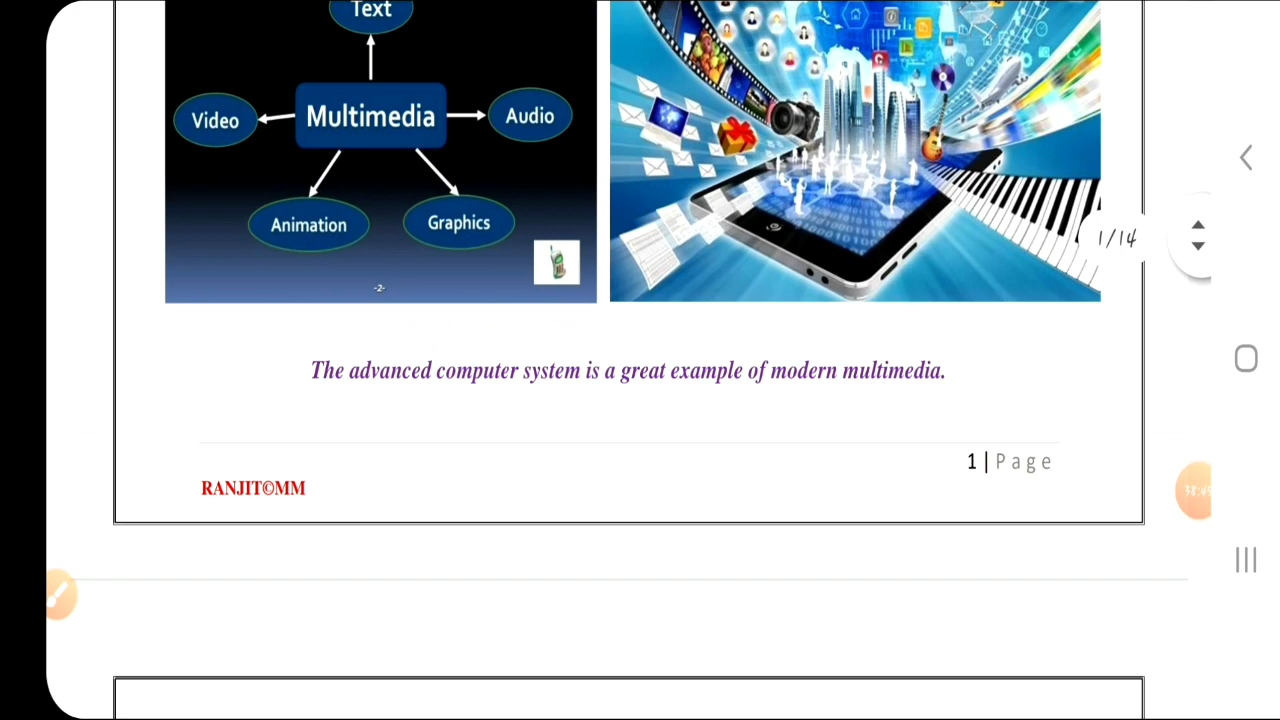 Text
Multimedia
Video
Audio
Animation
Graphics
-2-
1/14
The advanced computer system is a great example of modern multimedia.
1 | Page
RANJIT©MM